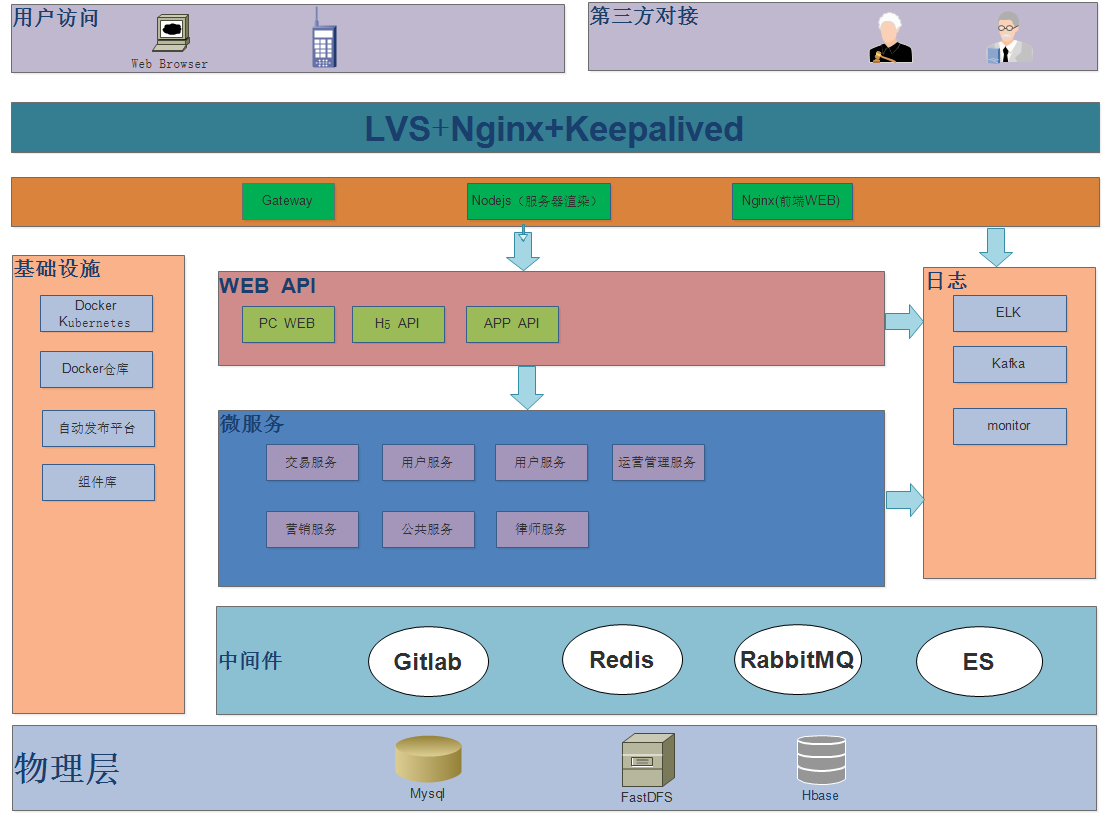 用户访问
Web Browser
第三方对接
LVS+Nginx+Keepalived
Gateway
Nodejs（服务器渲染）
Nginx(前端WEB)
基础设施
Docker
Kubernetes
Docker仓库
自动发布平台
组件库
WEB API
PC WEB
H5 API
APP API
日志
ELK
Kafka
monitor
微服务
交易服务
用户服务
用户服务
运营管理服务
营销服务
公共服务
律师服务
中间件
Gitlab
Redis
RabbitMQ
ES
物理层
Mysql
FastDFS
Hbase